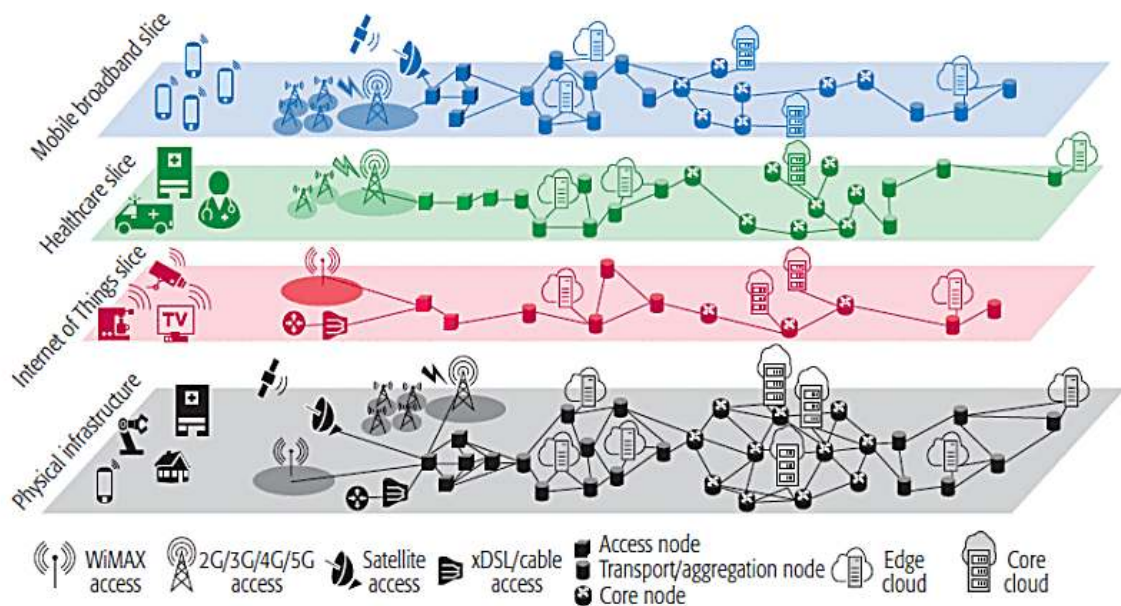 Mobile broadband slice
Healthcare slice
Internet of Things slice
TV
Physical infrastructure
WiMAX
access
2G/3G/4G/5G
access
Satellite
access
xDSL/cable
access
Access node
Transport/aggregation node
Core node
Edge
cloud
Core
cloud